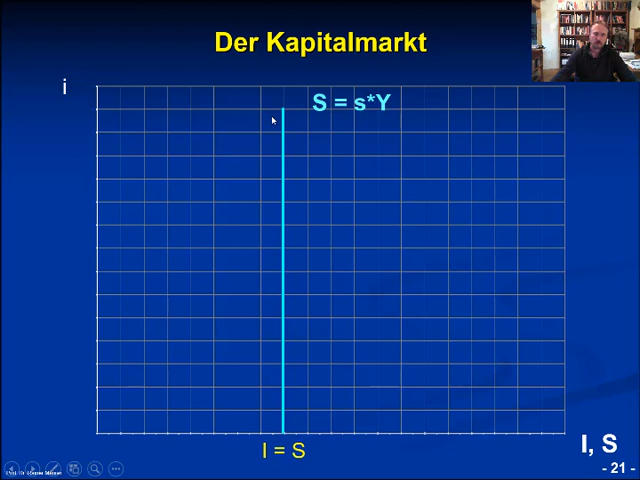 Der Kapitalmarkt
i
S = s*Y
I = S
I, S
- 21 -